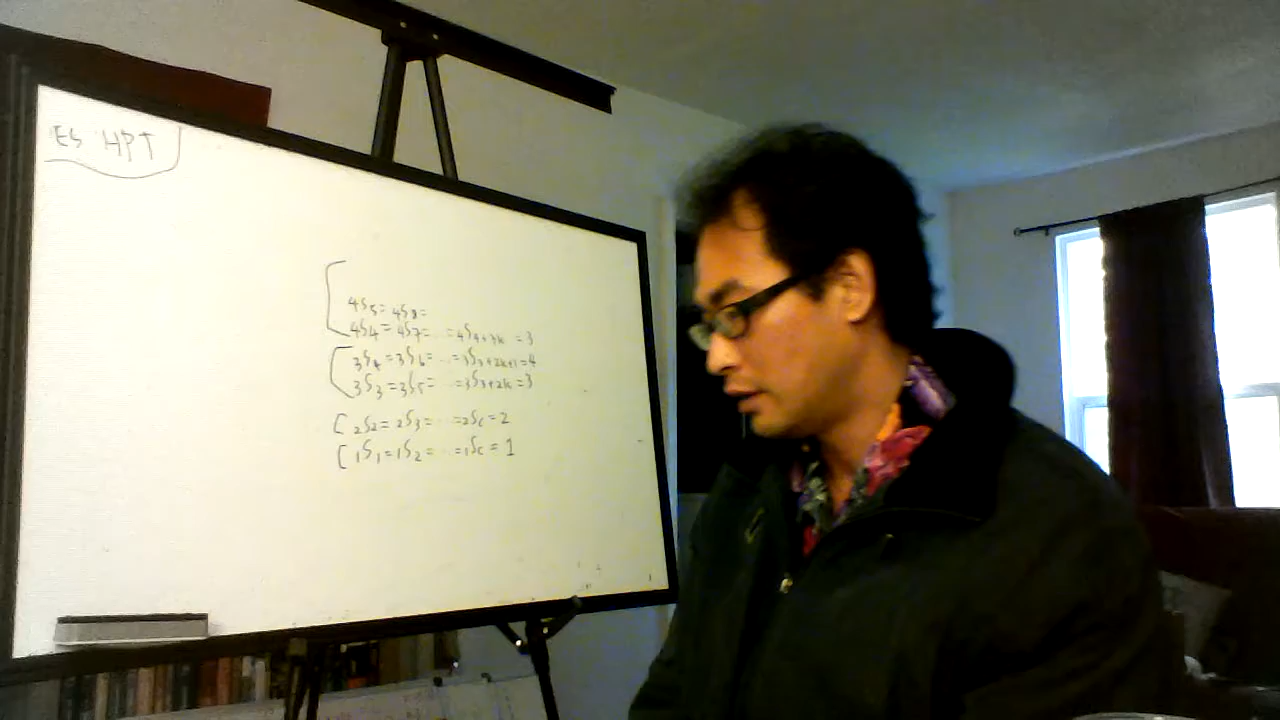 ES HPT
4S5 = 4S8 =
4S4 = 4S7 = ... = 4S4+3k = 3
3S4 = 3S6 = ... = 3S3+2k+1 = 4
3S3 = 3S5 = ... = 3S3+2k = 3
2S2 = 2S3 = ... = 2Sc = 2
1S1 = 1S2 = ... = 1Sc = 1